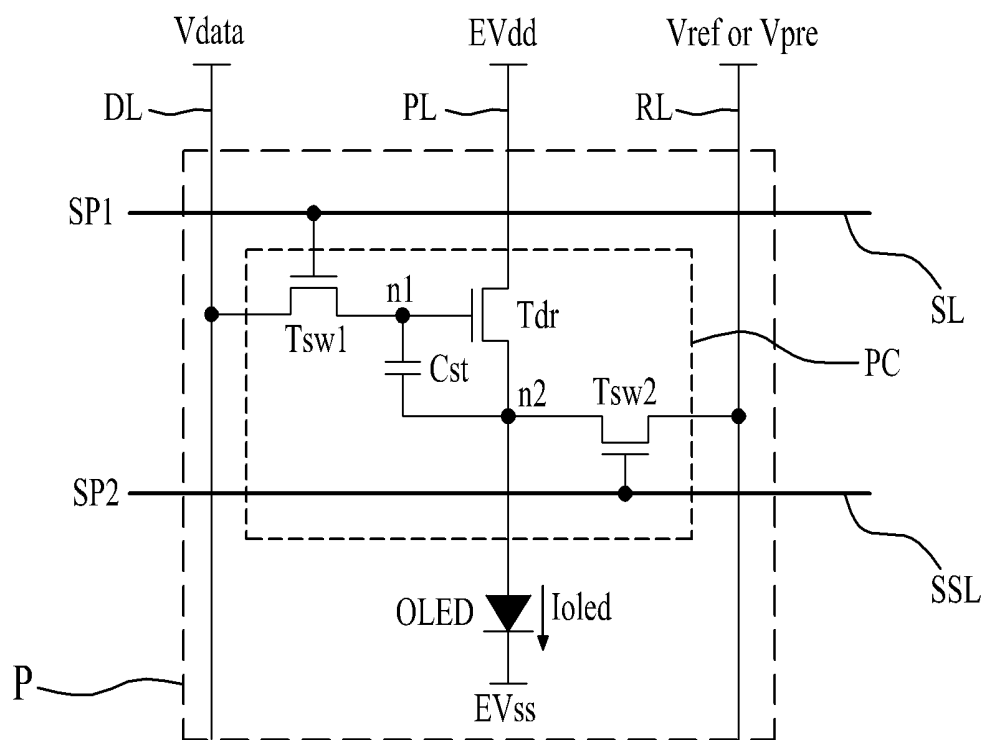 Vdata
EVdd
Vref or Vpre
DL
PL
RL
SP1
SL
n1
Tdr
Tsw1
PC
Cst
n2
Tsw2
SP2
SSL
OLED
Ioled
P
EVss